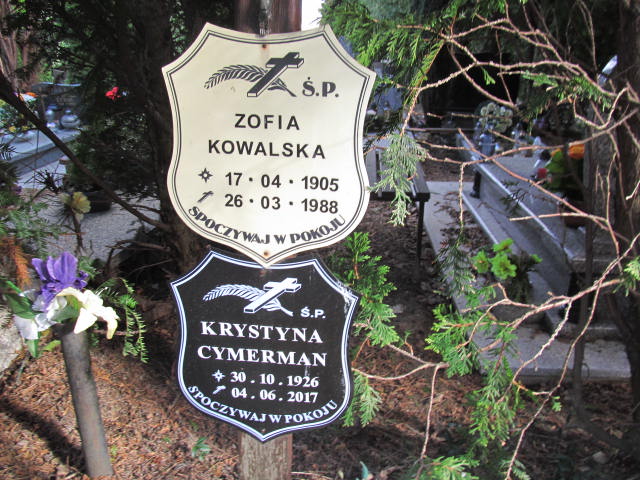 Ś.P.
ZOFIA
KOWALSKA
17 · 04 · 1905
26 · 03 · 1988
SPOCZYWAJ W POKOJU
Ś.P.
KRYSTYNA
CYMERMAN
30 . 10 . 1926
04 . 06 . 2017
SPOCZYWAJ W POKOJU